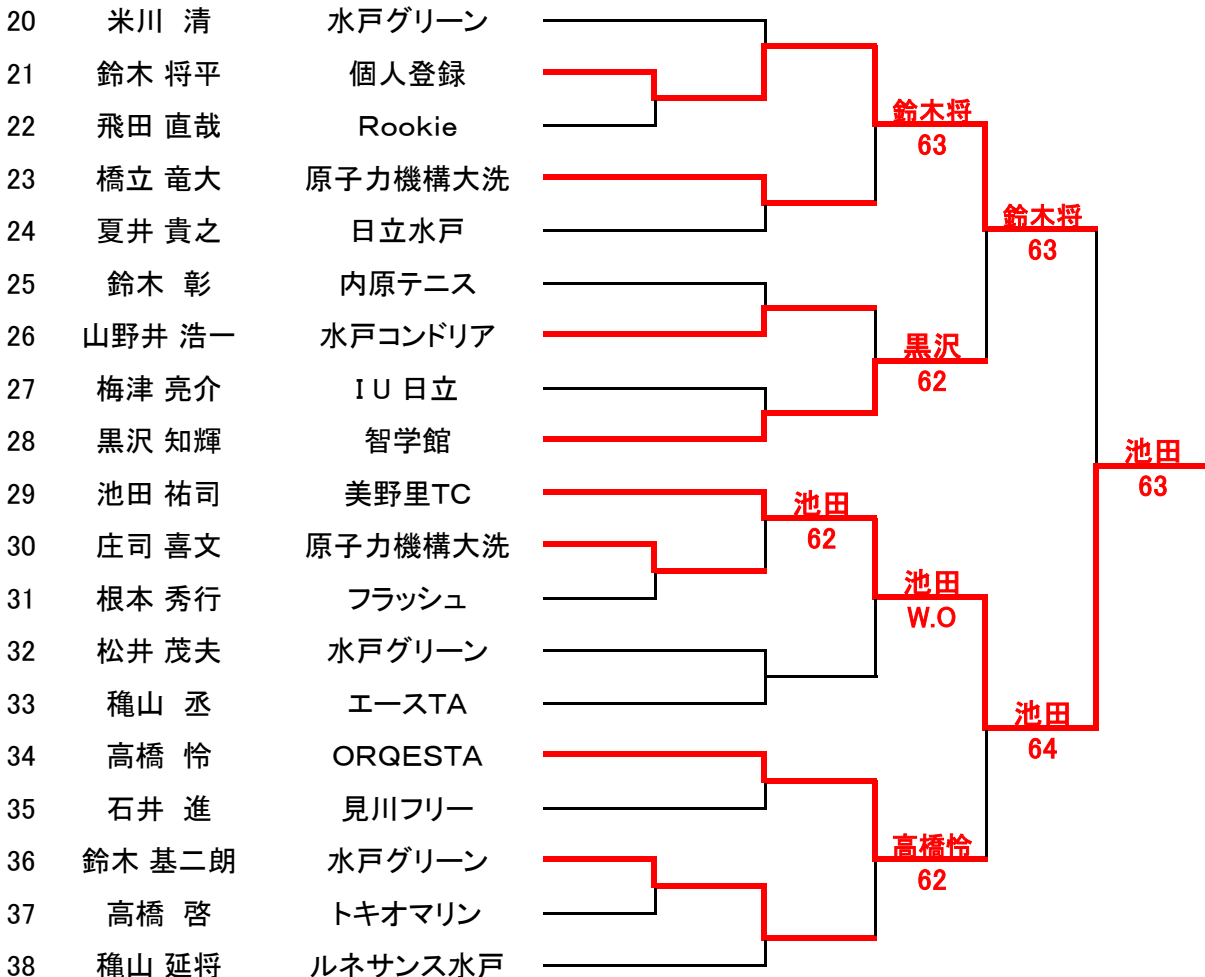 20 米川 清 水戸グリーン
21 鈴木 将平 個人登録
22 飛田 直哉 Rookie
鈴木将
63
23 橋立 竜大 原子力機構大洗
24 夏井 貴之 日立水戸
鈴木将
63
25 鈴木 彰 内原テニス
26 山野井 浩一 水戸コンドリア
黒沢
62
27 梅津 亮介 IU日立
28 黒沢 知輝 智学館
池田
63
29 池田 祐司 美野里TC
池田
62
30 庄司 喜文 原子力機構大洗
31 根本 秀行 フラッシュ
池田
W.O
32 松井 茂夫 水戸グリーン
33 穐山 丞 エースTA
池田
64
34 高橋 怜 ORQESTA
35 石井 進 見川フリー
36 鈴木 基二朗 水戸グリーン
高橋怜
62
37 高橋 啓 トキオマリン
38 穐山 延将 ルネサンス水戸